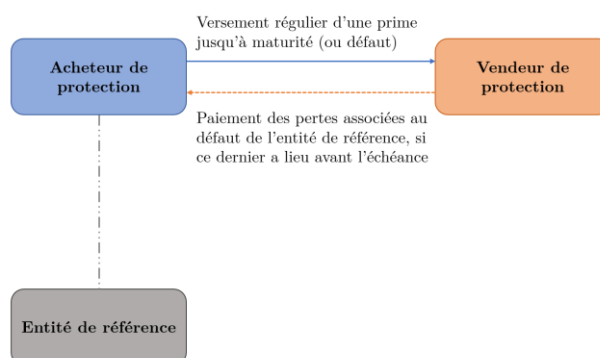 Versement régulier d'une prime
jusqu'à maturité (ou défaut)
Acheteur de
protection
Vendeur de
protection
Paiement des pertes associées au
défaut de l'entité de référence, si
ce dernier a lieu avant l'échéance
Entité de référence